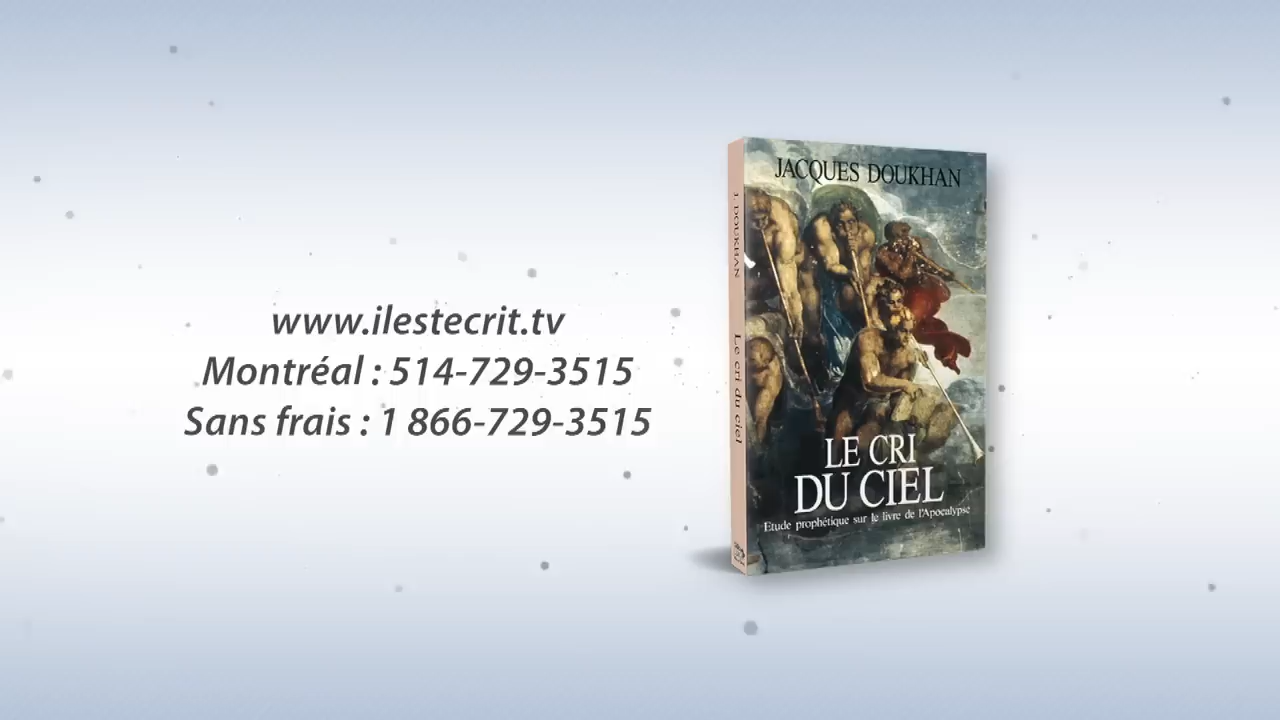 www.ilestecrit.tv
Montréal : 514-729-3515
Sans frais : 1 866-729-3515
JACQUES DOUKHAN
LE CRI
DU CIEL
Etude prophétique sur le livre de l'Apocalypse
J. DOUKHAN
Le cri du ciel